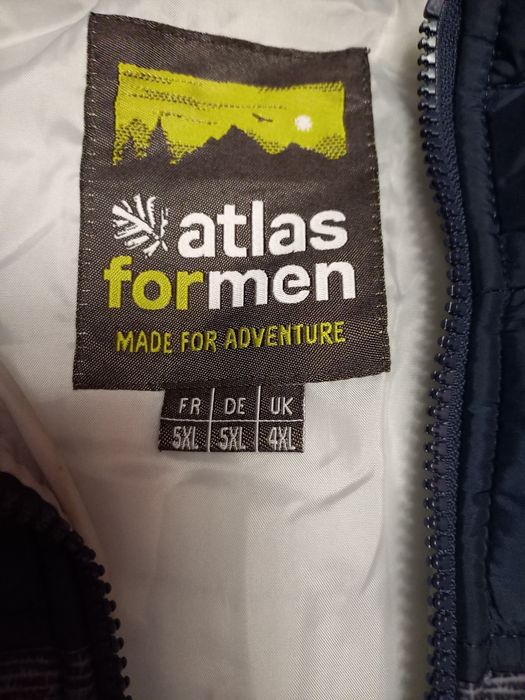 atlas
formen
MADE FOR ADVENTURE
FR DE UK
5XL 5XL 4XL